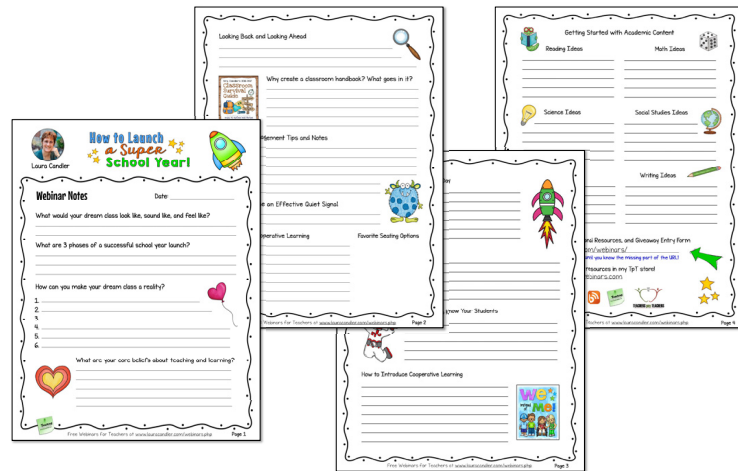 How to Launch
a Super
School Year!
Laura Candler
Webinar Notes
Date:
What would your dream class look like, sound like, and feel like?
What are 3 phases of a successful school year launch?
How can you make your dream class a reality?
1.
2.
3.
4.
5.
6.
What are your core beliefs about teaching and learning?
Free Webinars for Teachers at www.lauracandler.com/webinars.php
Page 1
Looking Back and Looking Ahead
Why create a classroom handbook? What goes in it?
Classroom
Survival
Guide
Tips and Notes
an Effective Quiet Signal
Learning
Favorite Seating Options
Free Webinars for Teachers at www.lauracandler.com/webinars.php
Page 2
Know Your Students
How to Introduce Cooperative Learning
We
Me!
Free Webinars for Teachers at www.lauracandler.com/webinars.php
Page 3
Getting Started with Academic Content
Reading Ideas
Math Ideas
Science Ideas
Social Studies Ideas
Writing Ideas
Resources, and Giveaway Entry Form
.com/webinars/
you know the missing part of the URL!
resources in my TpT store!
.com
www.lauracandler.com/webinars.php
Page 4